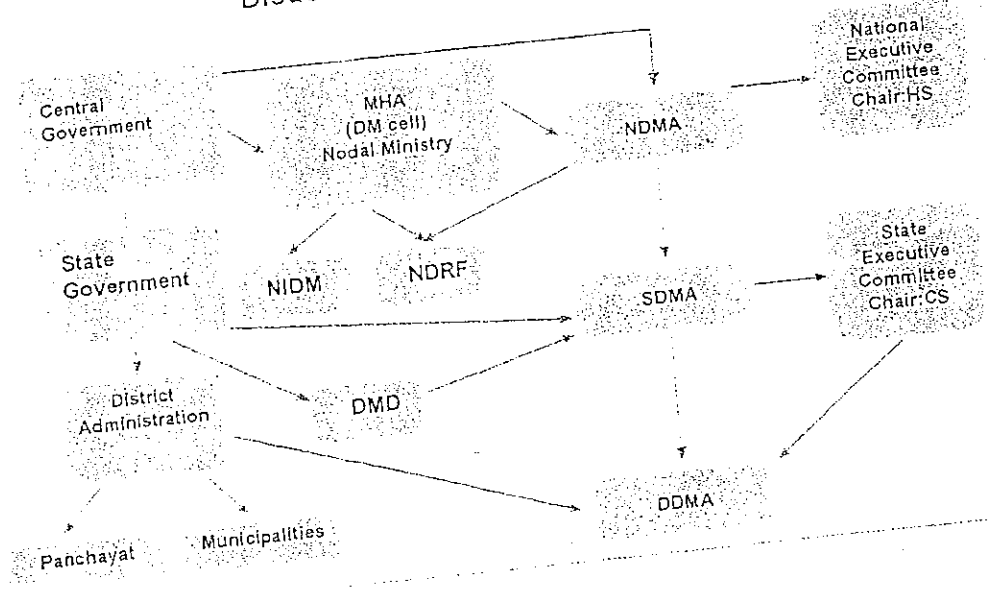 National
Executive
Committee
Chair:HS
Central
Government
MHA
(DM cell)
Nodal Ministry
NDMA
State
Government
NIDM
NDRF
SDMA
State
Executive
Committee
Chair:CS
District
Administration
DMD
DDMA
Panchayat
Municipalities